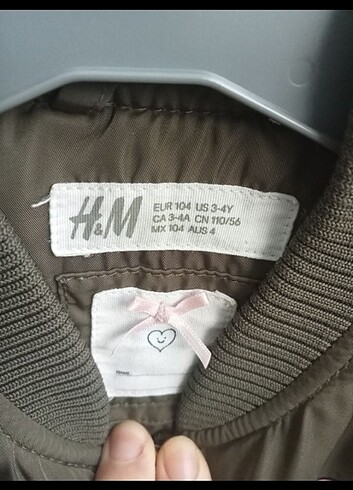 H&M
EUR 104 US 3-4Y
CA 3-4A CN 110/56
MX 104 AUS 4